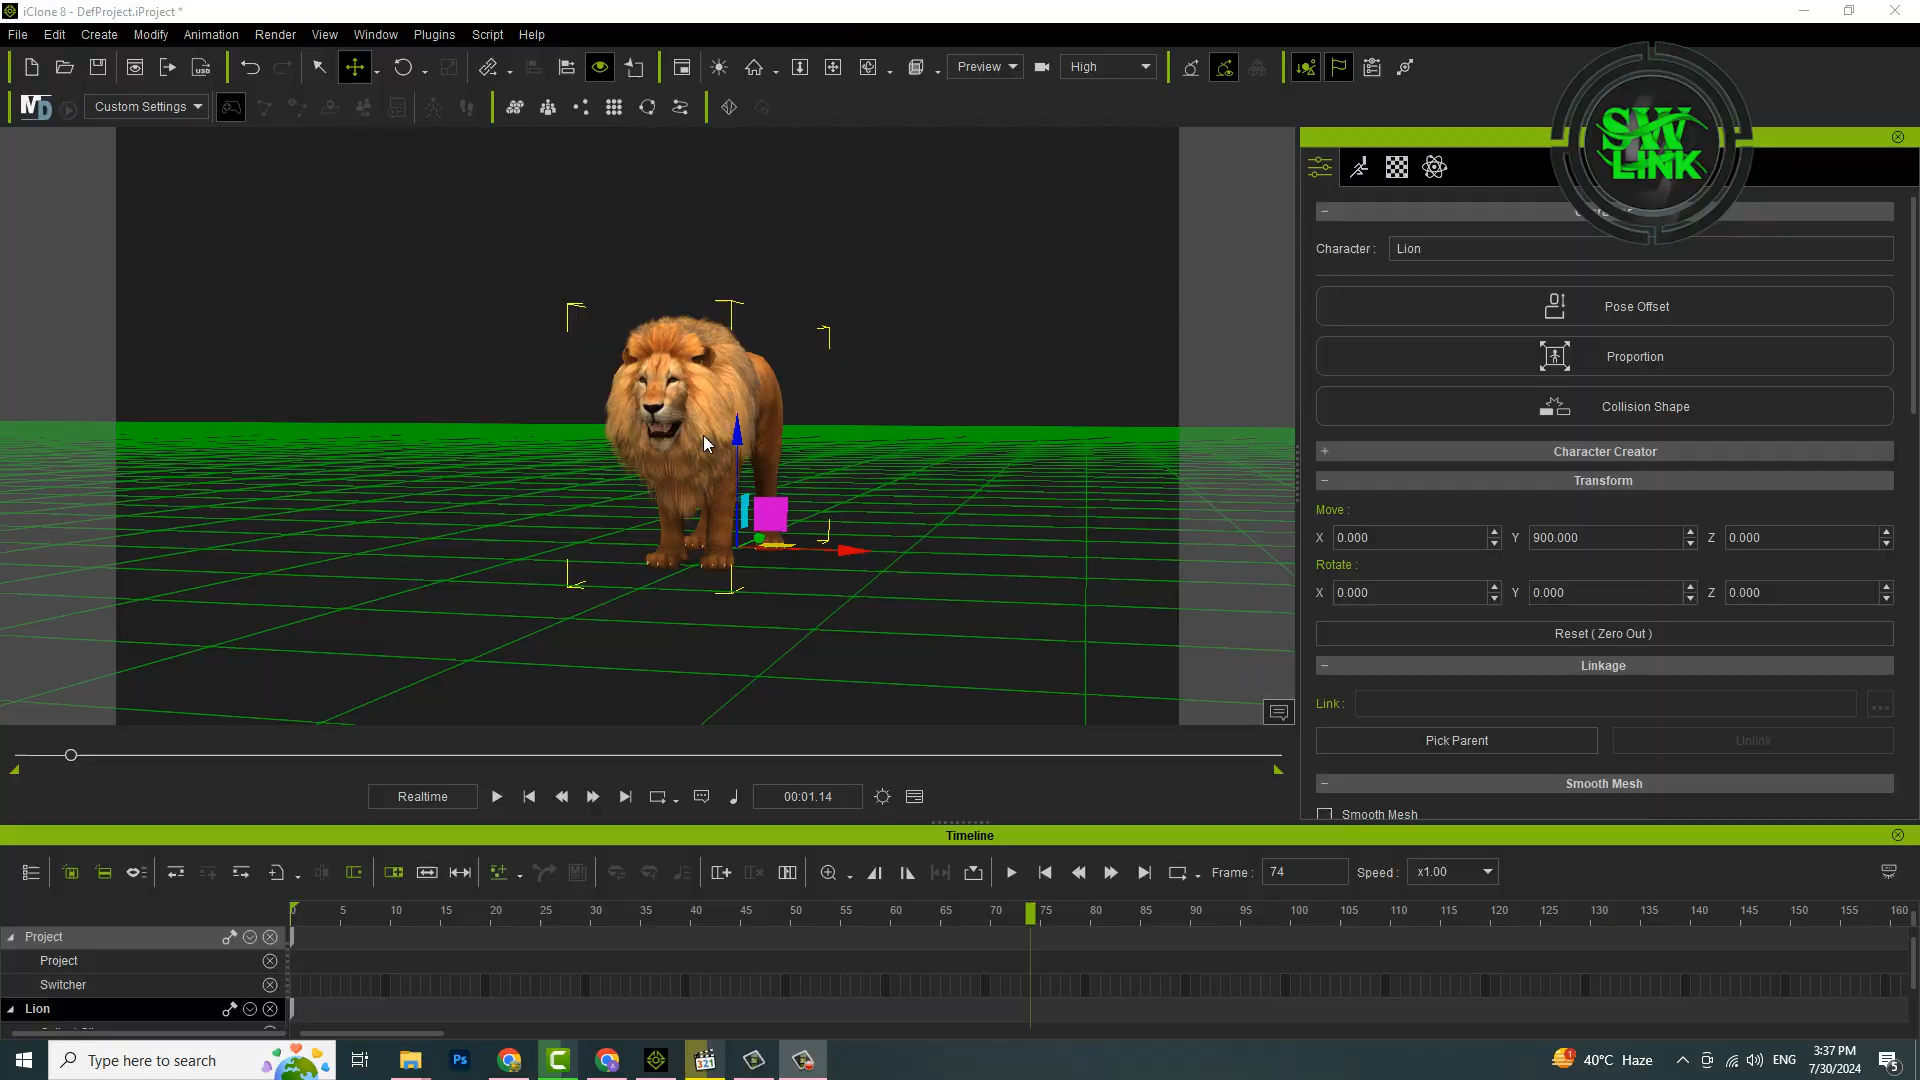 iClone 8 - DefProject.iProject *
File Edit Create Modify Animation Render View Window Plugins Script Help
Preview High
MD Custom Settings
SW LINK
Character : Lion
Pose Offset
Proportion
Collision Shape
Character Creator
Transform
Move :
X 0.000 Y 900.000 Z 0.000
Rotate :
X 0.000 Y 0.000 Z 0.000
Reset ( Zero Out )
Linkage
Link : ...
Pick Parent Unlink
Smooth Mesh
Smooth Mesh
Realtime 00:01.14
Timeline
Frame : 74 Speed : x1.00
0 5 10 15 20 25 30 35 40 45 50 55 60 65 70 75 80 85 90 95 100 105 110 115 120 125 130 135 140 145 150 155 160
Project
Project
Switcher
Lion
Type here to search Ps 321 40°C Haze ENG 3:37 PM
7/30/2024 5